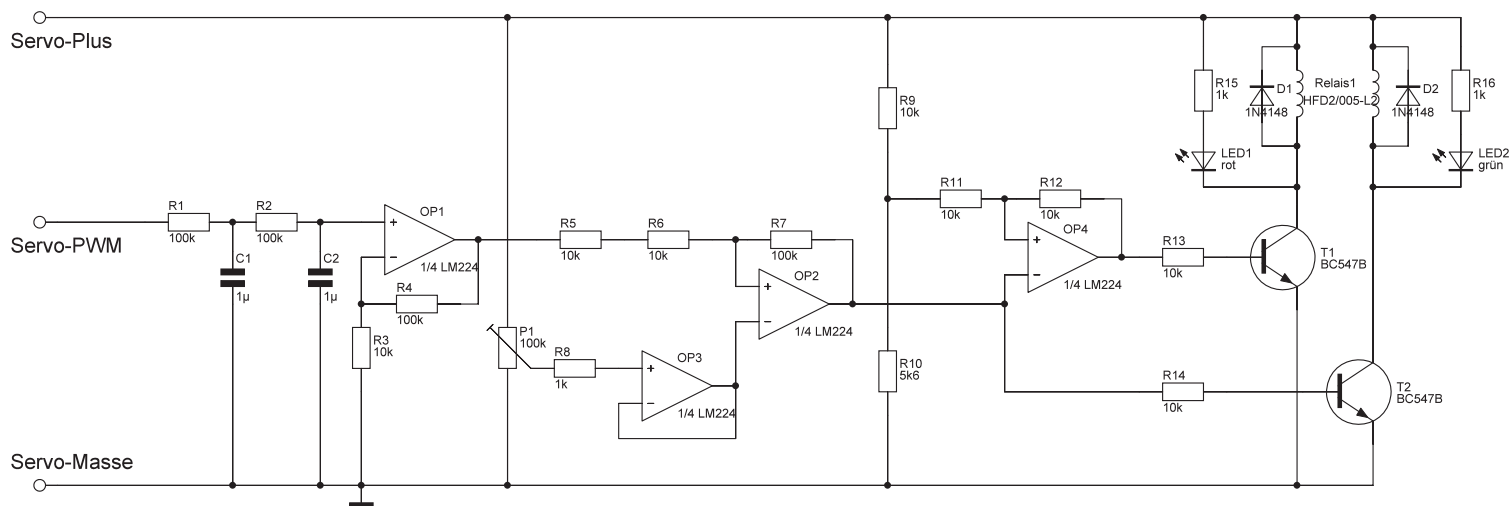 Servo-Plus
Servo-PWM
Servo-Masse
R1
100k
C1
1µ
R2
100k
C2
1µ
OP1
+
−
1/4 LM224
R4
100k
R3
10k
R5
10k
R6
10k
R7
100k
P1
100k
R8
1k
OP3
+
−
1/4 LM224
OP2
+
−
1/4 LM224
R9
10k
R10
5k6
R11
10k
R12
10k
OP4
+
−
1/4 LM224
R13
10k
R14
10k
R15
1k
LED1
rot
D1
1N4148
Relais1
HFD2/005-L2
D2
1N4148
R16
1k
LED2
grün
T1
BC547B
T2
BC547B